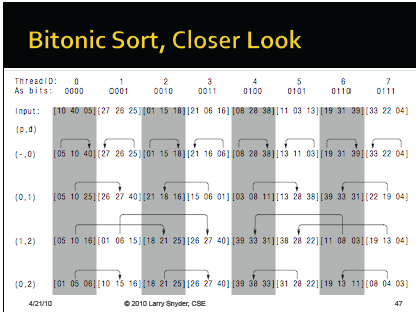 Bitonic Sort, Closer Look
ThreadID: 0 1 2 3 4 5 6 7
As bits: 0000 0001 0010 0011 0100 0101 0110 0111
Input: [10 40 05] [27 26 25] [01 15 18] [21 06 16] [08 28 38] [11 03 13] [19 31 39] [33 22 04]
(p,d)
(-,0) [05 10 40] [27 26 25] [01 15 18] [21 16 06] [08 28 38] [13 11 03] [19 31 39] [33 22 04]
(0,1) [05 10 25] [26 27 40] [21 18 16] [15 06 01] [03 08 11] [13 28 38] [39 33 31] [22 19 04]
(1,2) [05 10 16] [01 06 15] [18 21 25] [26 27 40] [39 33 31] [38 28 22] [11 08 03] [19 13 04]
(0,2) [01 05 06] [10 15 16] [18 21 25] [26 27 40] [39 38 33] [31 28 22] [19 13 11] [08 04 03]
4/21/10 © 2010 Larry Snyder, CSE 47